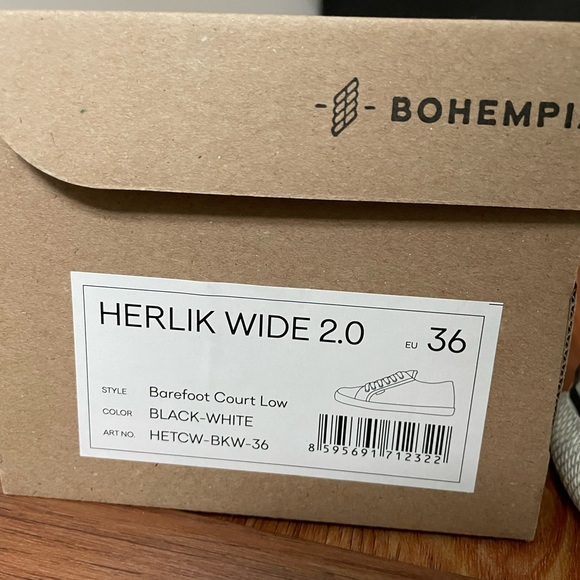 BOHEMPI
HERLIK WIDE 2.0 EU 36
STYLE Barefoot Court Low
COLOR BLACK-WHITE
ART NO. HETCW-BKW-36
8 595691 712322